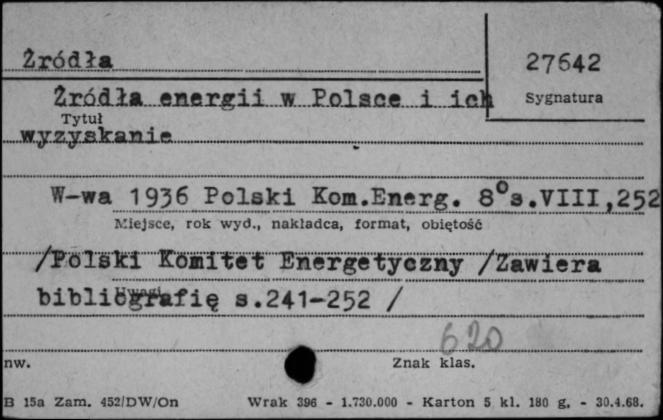 Źródła
27642
Sygnatura
Źródła energii w Polsce i ich
Tytuł
wyzyskanie
W-wa 1936 Polski Kom.Energ. 8°s.VIII,252
Miejsce, rok wyd., nakładca, format, objętość
/Polski Komitet Energetyczny /Zawiera
Uwagi
bibliografię s.241-252 /
620
nw.
Znak klas.
B 15a Zam. 452/DW/On Wrak 396 - 1.730.000 - Karton 5 kl. 180 g. - 30.4.68.